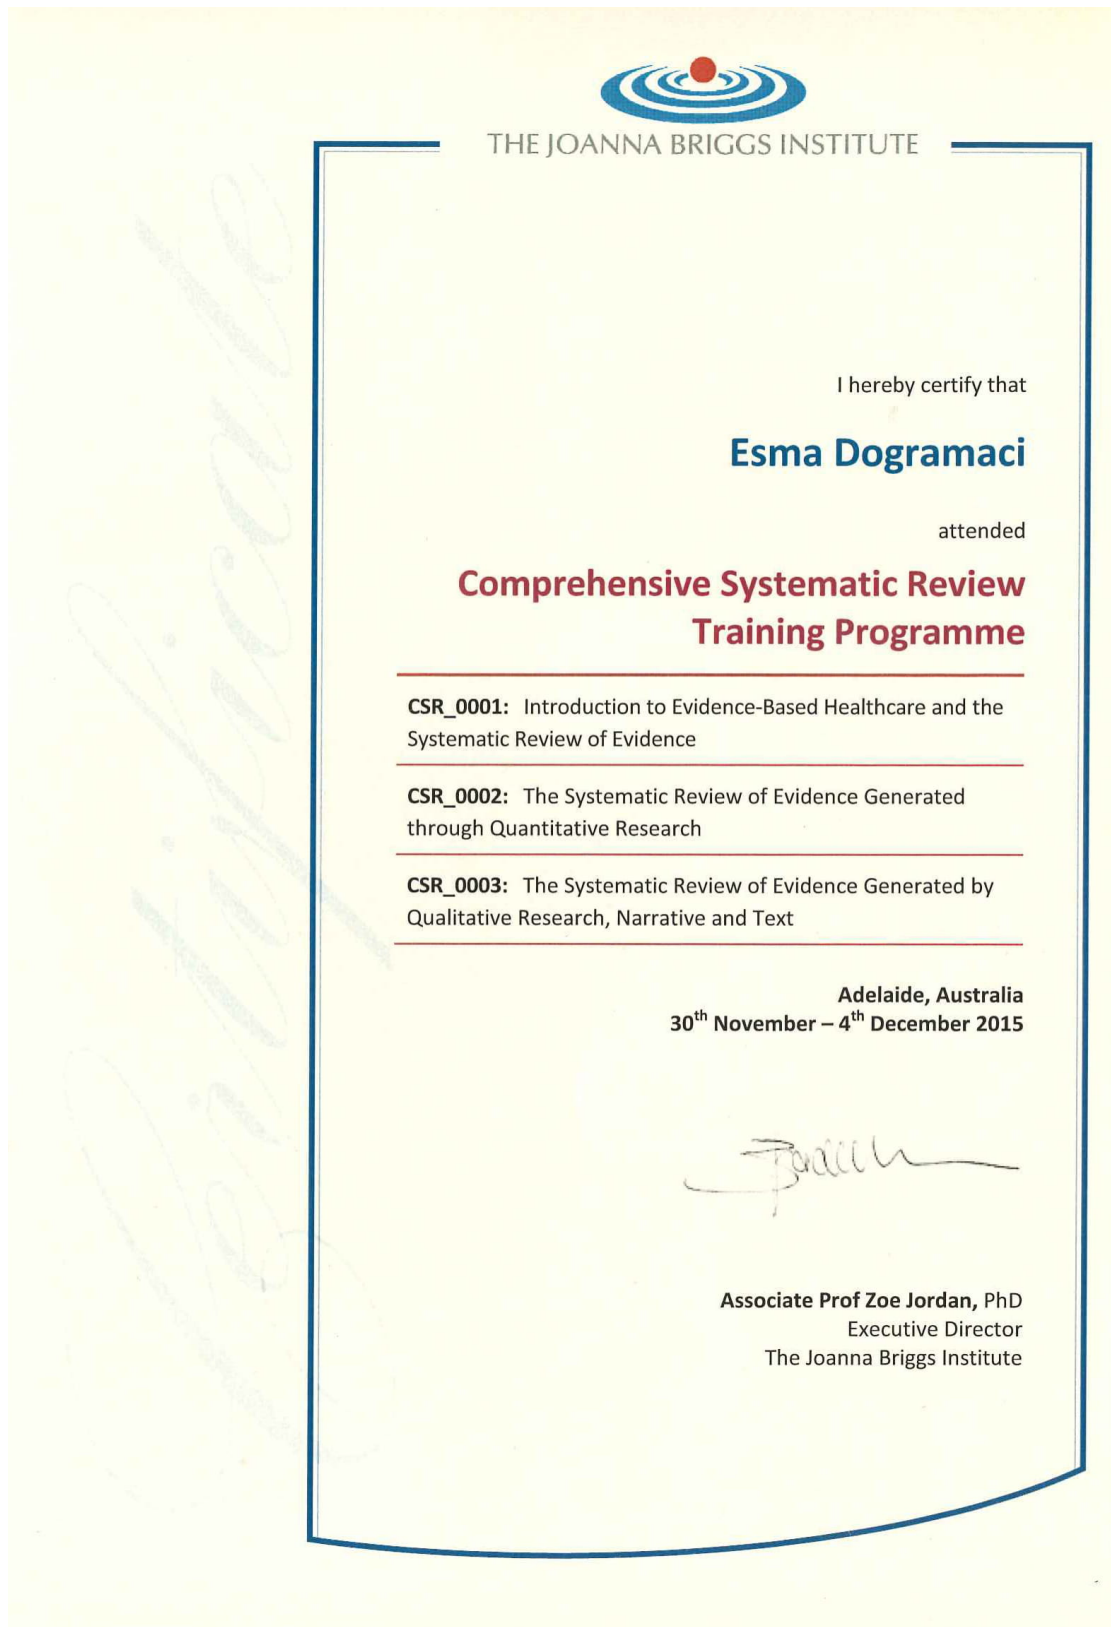 THE JOANNA BRIGGS INSTITUTE
I hereby certify that
Esma Dogramaci
attended
Comprehensive Systematic Review
Training Programme
CSR_0001: Introduction to Evidence-Based Healthcare and the
Systematic Review of Evidence
CSR_0002: The Systematic Review of Evidence Generated
through Quantitative Research
CSR_0003: The Systematic Review of Evidence Generated by
Qualitative Research, Narrative and Text
Adelaide, Australia
30th November – 4th December 2015
Associate Prof Zoe Jordan, PhD
Executive Director
The Joanna Briggs Institute
Certificate